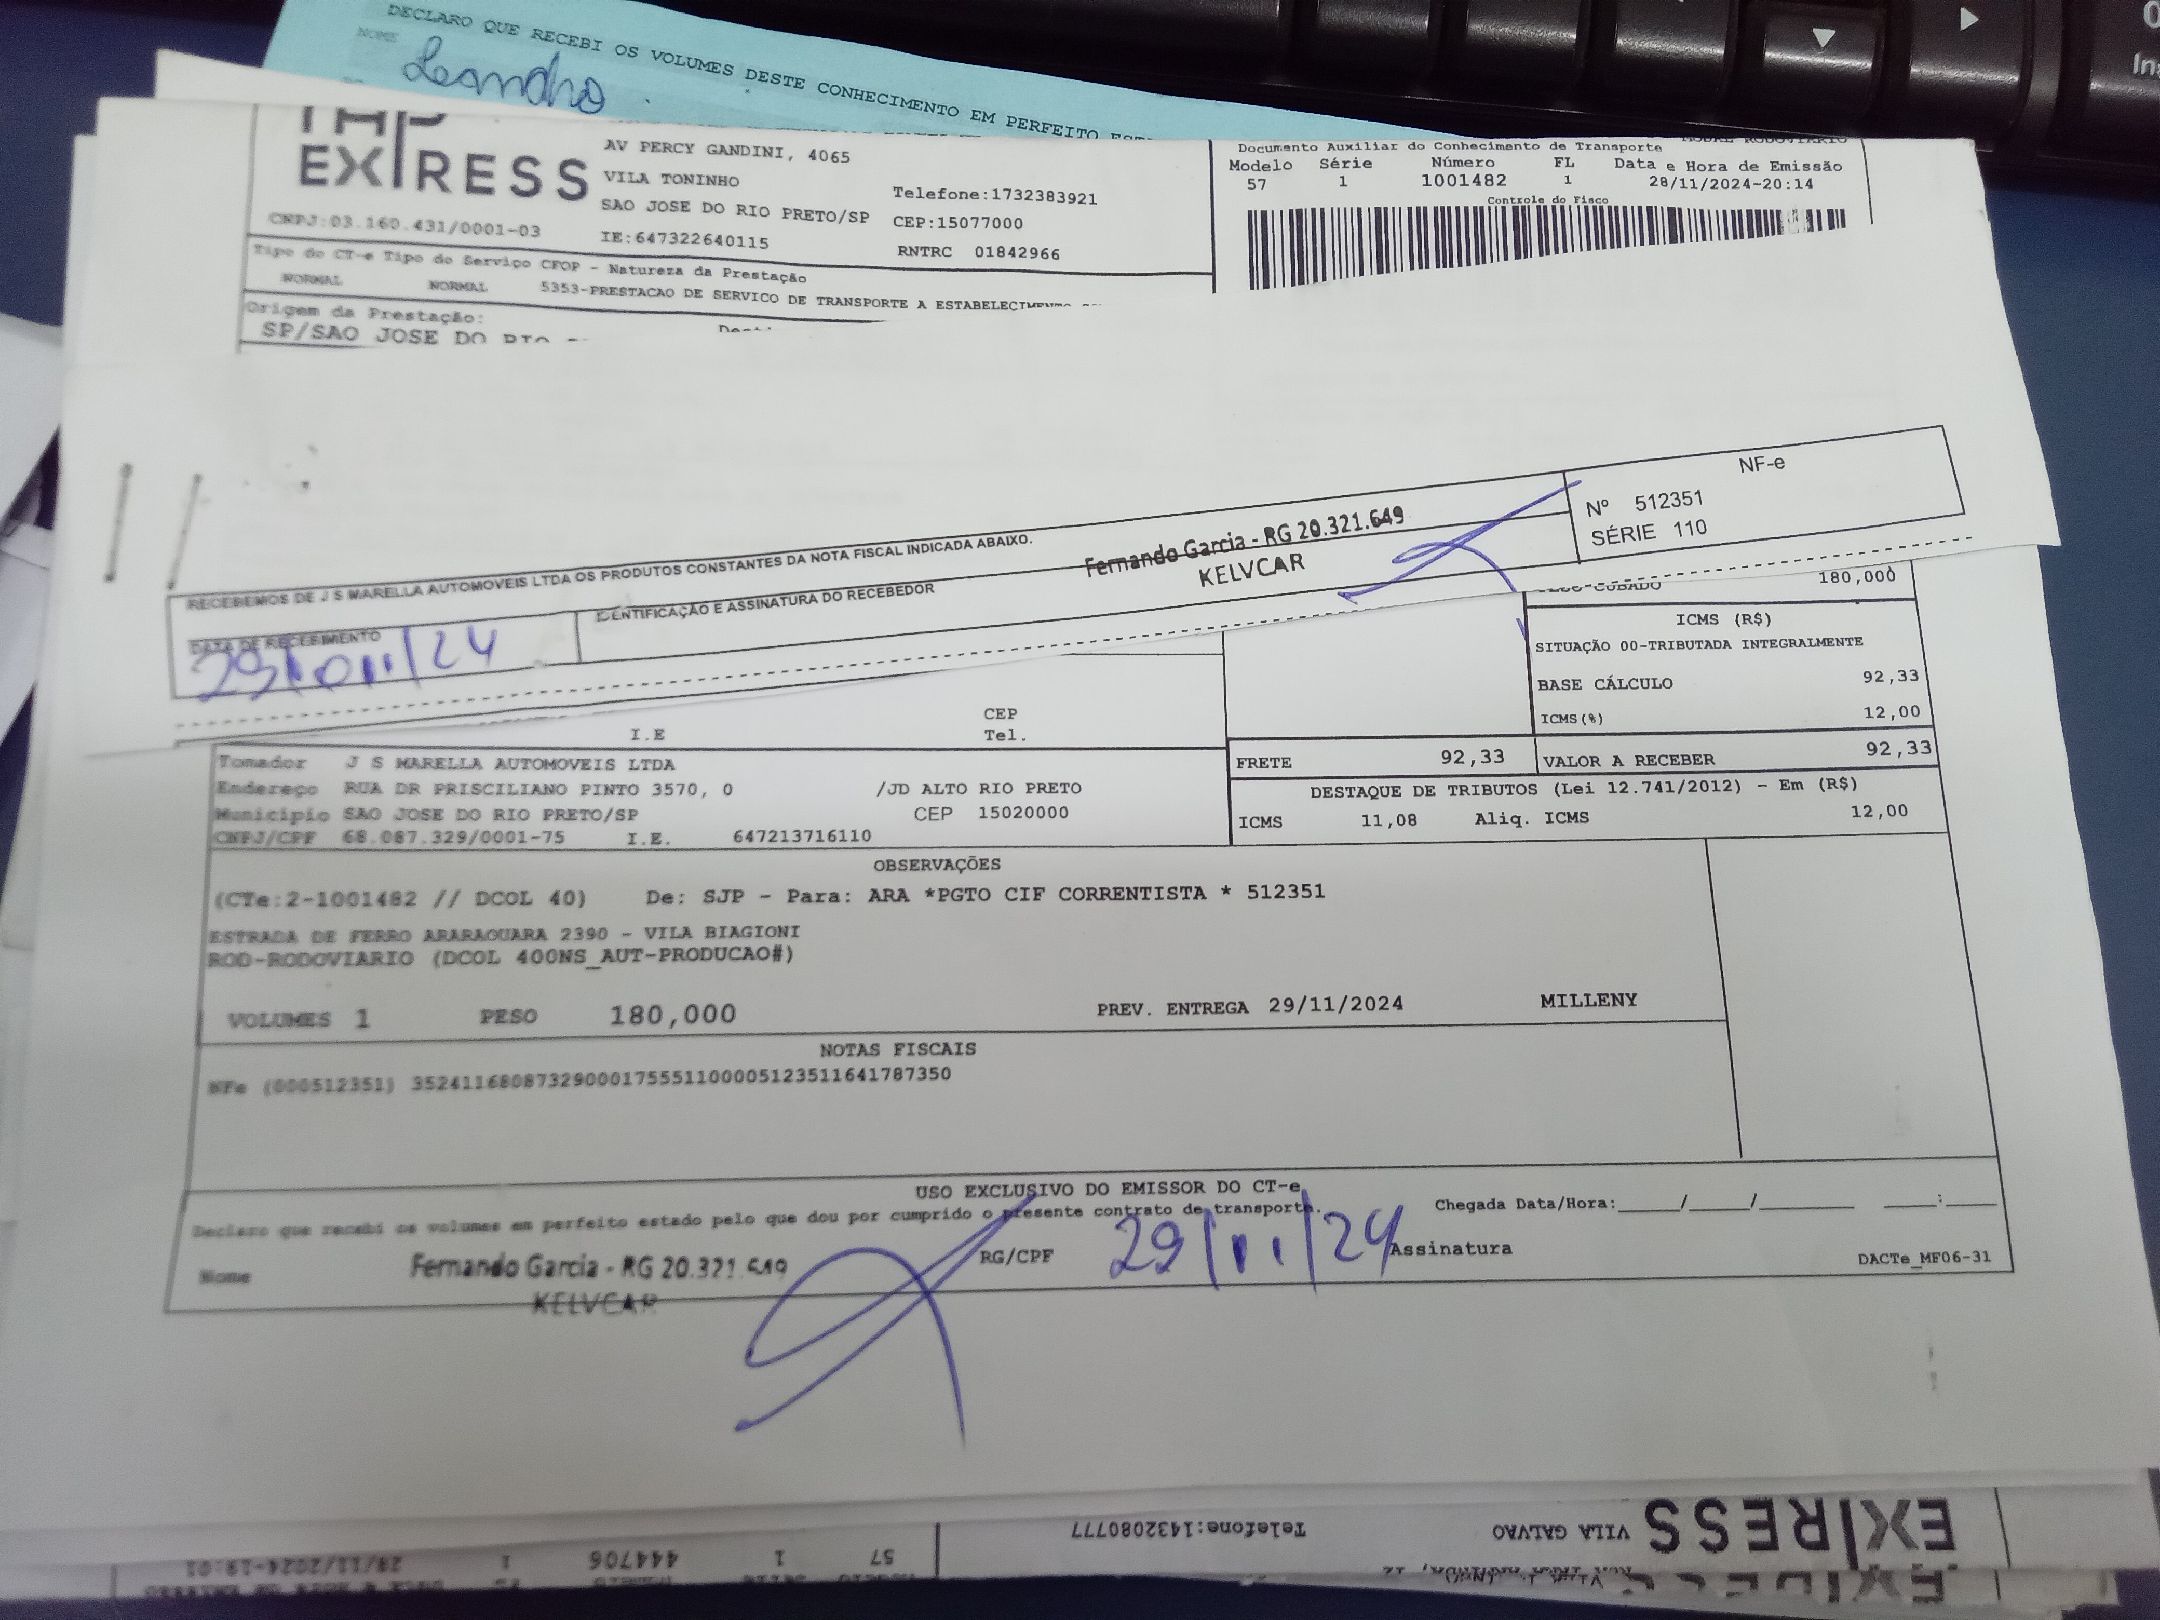 DECLARO QUE RECEBI OS VOLUMES DESTE CONHECIMENTO EM PERFEITO
NOME Leandro
EXPRESS
AV PERCY GANDINI, 4065
VILA TONINHO
SAO JOSE DO RIO PRETO/SP
IE:647322640115
Telefone:1732383921
CEP:15077000
RNTRC 01842966
CNPJ:03.160.431/0001-03
Documento Auxiliar do Conhecimento de Transporte
Modelo Série Número FL Data e Hora de Emissão
57 1 1001482 1 28/11/2024-20:14
Controle do Fisco
Tipo do CT-e Tipo do Serviço CFOP - Natureza da Prestação
NORMAL NORMAL 5353-PRESTACAO DE SERVICO DE TRANSPORTE A
Origem da Prestação:
SP/SAO JOSE DO
RECEBEMOS DE J S MARELLA AUTOMOVEIS LTDA OS PRODUTOS CONSTANTES DA NOTA FISCAL INDICADA ABAIXO.
NF-e
Nº 512351
SÉRIE 110
DATA DE RECEBIMENTO
IDENTIFICAÇÃO E ASSINATURA DO RECEBEDOR
Fernando Garcia - RG 20.321.649
KELVCAR
180,000
ICMS (R$)
SITUAÇÃO 00-TRIBUTADA INTEGRALMENTE
BASE CÁLCULO 92,33
ICMS(%) 12,00
I.E CEP
Tel.
Tomador J S MARELLA AUTOMOVEIS LTDA
Endereço RUA DR PRISCILIANO PINTO 3570, 0 /JD ALTO RIO PRETO
Município SAO JOSE DO RIO PRETO/SP CEP 15020000
CNPJ/CPF 68.087.329/0001-75 I.E. 647213716110
FRETE 92,33 VALOR A RECEBER 92,33
DESTAQUE DE TRIBUTOS (Lei 12.741/2012) - Em (R$)
ICMS 11,08 Aliq. ICMS 12,00
OBSERVAÇÕES
(CTe:2-1001482 // DCOL 40) De: SJP - Para: ARA *PGTO CIF CORRENTISTA * 512351
ESTRADA DE FERRO ARARAQUARA 2390 - VILA BIAGIONI
ROD-RODOVIARIO (DCOL 400NS_AUT-PRODUCAO#)
VOLUMES 1 PESO 180,000 PREV. ENTREGA 29/11/2024 MILLENY
NOTAS FISCAIS
NFe (000512351) 35241168087329000175551100005123511641787350
USO EXCLUSIVO DO EMISSOR DO CT-e
Declaro que recebi os volumes em perfeito estado pelo que dou por cumprido o presente contrato de transporte.
Chegada Data/Hora:_____/_____/________ ____:____
Nome Fernando Garcia - RG 20.321.649 RG/CPF 29/11/24 Assinatura
KELVCAR
DACTe_MF06-31
EXPRESS
VILA GALVAO
Telefone:1432080777
57 1 444706 1 28/11/2024-19:01